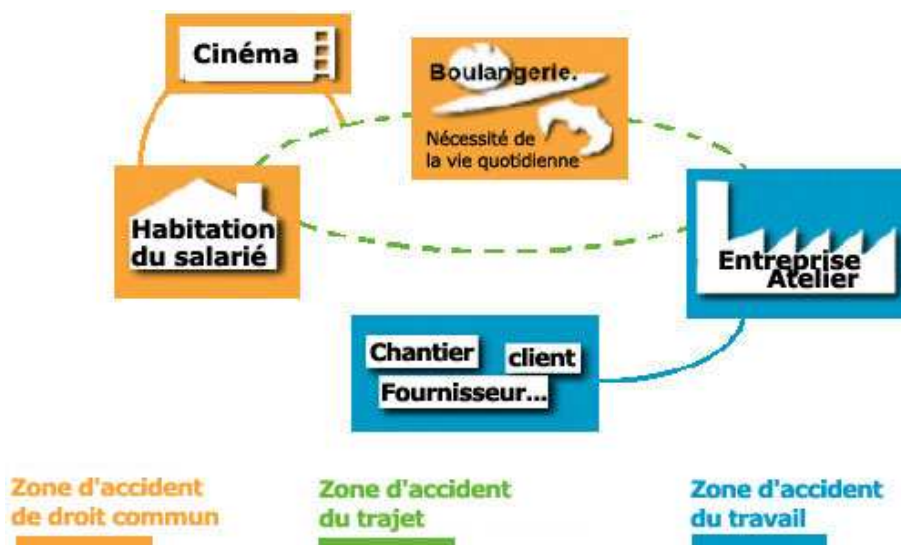 Cinéma
Boulangerie.
Nécessité de
la vie quotidienne
Habitation
du salarié
Entreprise
Atelier
Chantier
client
Fournisseur...
Zone d'accident
de droit commun
Zone d'accident
du trajet
Zone d'accident
du travail